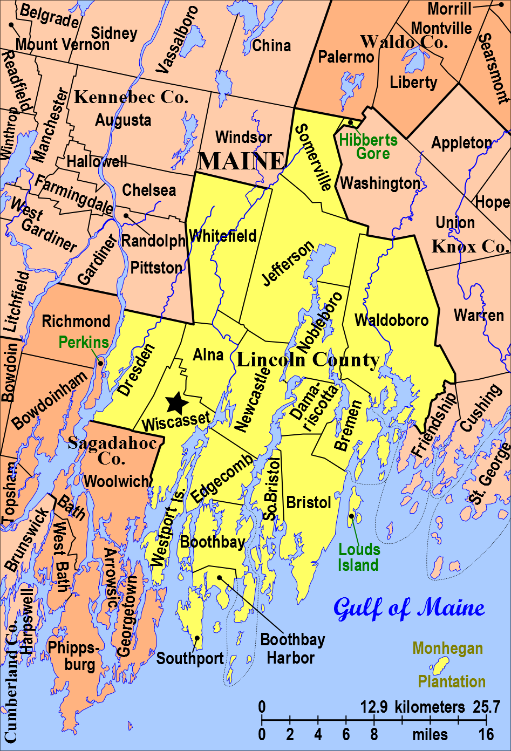 Belgrade
Mount Vernon
Sidney
Vassalboro
China
Palermo
Waldo Co.
Morrill
Montville
Liberty
Searsmont
Readfield
Winthrop
Manchester
Kennebec Co.
Augusta
Windsor
MAINE
Somerville
Hibberts
Gore
Appleton
Washington
Hallowell
Farmingdale
Chelsea
West
Gardiner
Gardiner
Randolph
Pittston
Whitefield
Jefferson
Hope
Union
Knox Co.
Litchfield
Richmond
Perkins
Dresden
Alna
Nobleboro
Waldoboro
Warren
Lincoln County
Bowdoin
Bowdoinham
Wiscasset
Newcastle
Dama-
riscotta
Bremen
Friendship
Cushing
St. George
Sagadahoc
Co.
Woolwich
Topsham
Edgecomb
So.Bristol
Bristol
Westport Is.
Bath
West Bath
Brunswick
Boothbay
Louds
Island
Arrowsic
Georgetown
Harpswell
Phipps-
burg
Cumberland Co.
Southport
Boothbay
Harbor
Gulf of Maine
Monhegan
Plantation
0 12.9 kilometers 25.7
0 2 4 6 8 miles 16